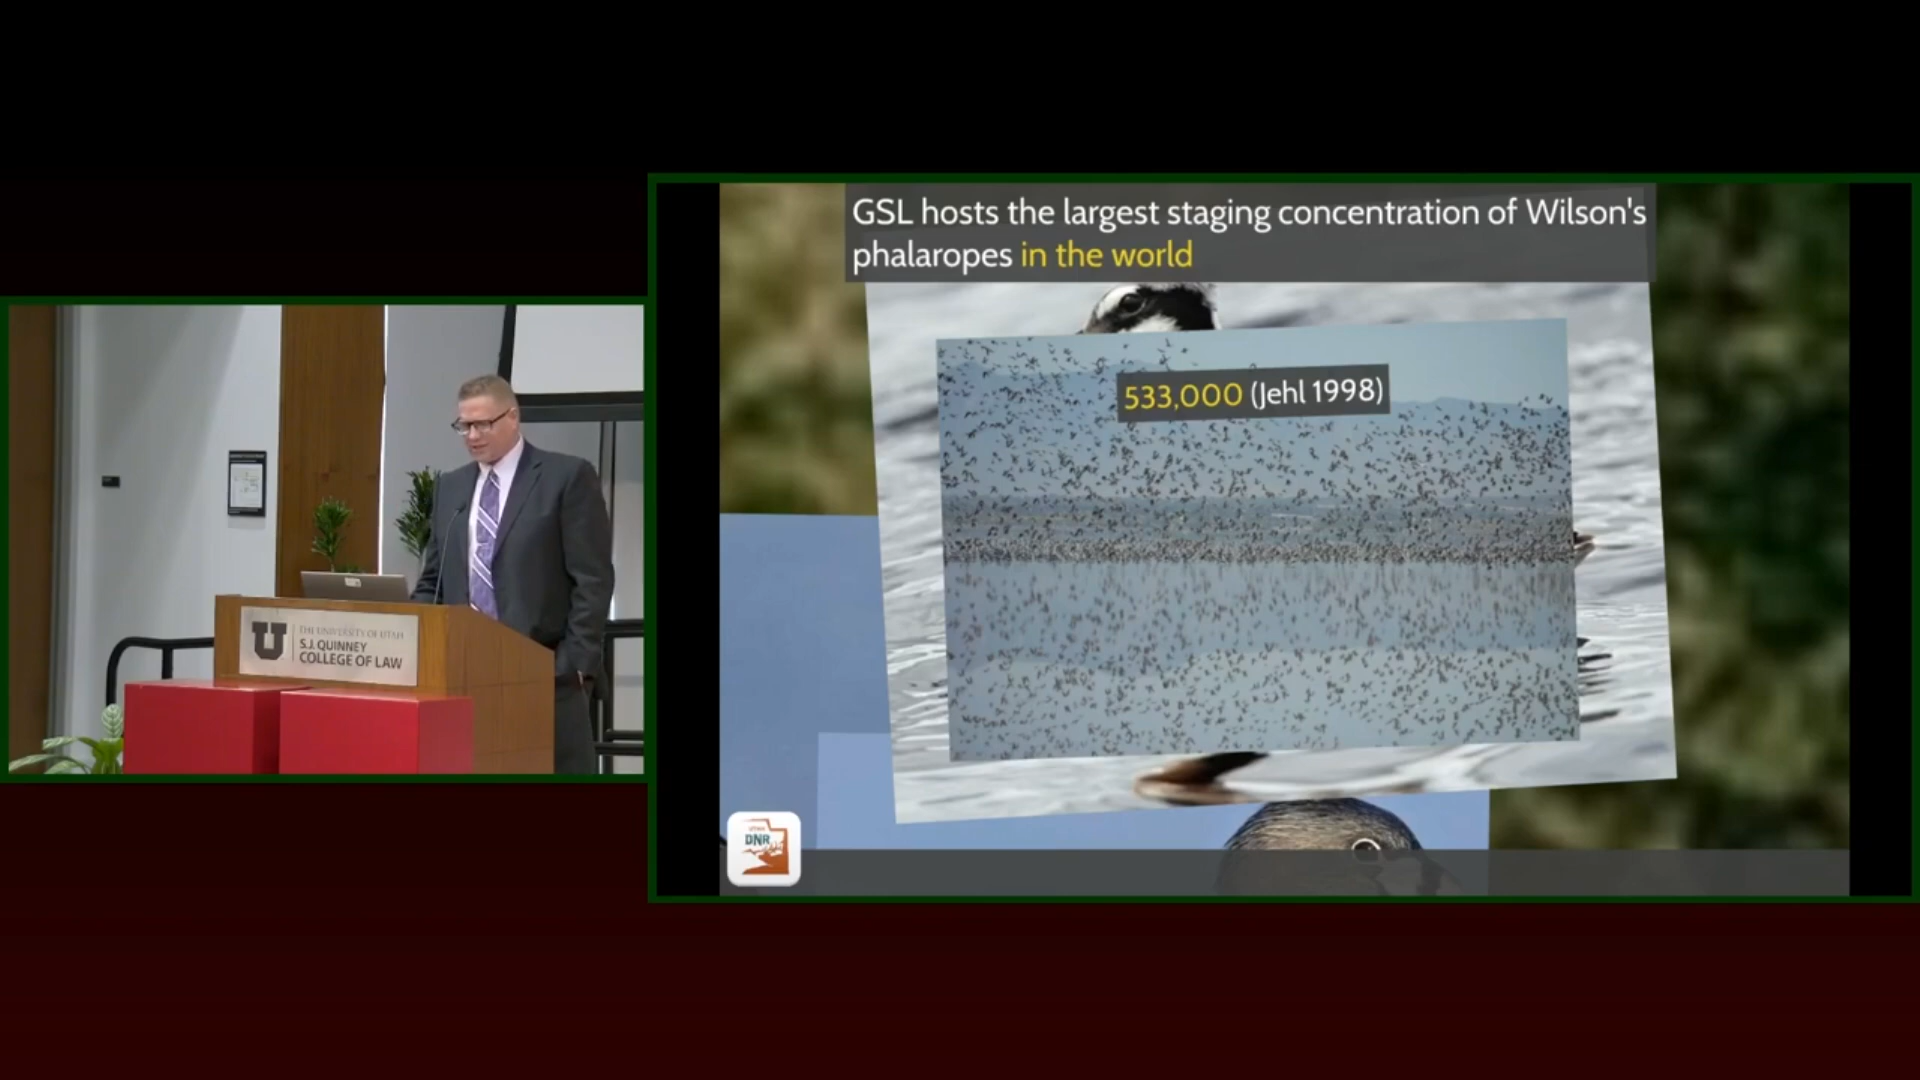 GSL hosts the largest staging concentration of Wilson's
phalaropes in the world
533,000 (Jehl 1998)
U
THE UNIVERSITY OF UTAH
S.J. QUINNEY
COLLEGE OF LAW
UTAH
DNR